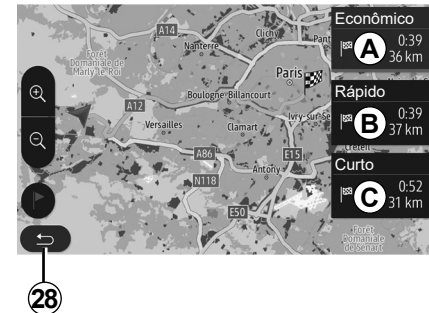 Econômico
A 0:39
36 km
Rápido
B 0:39
37 km
Curto
C 0:52
31 km
A14
Clichy
Nanterre
Pant
Forêt
Domaniale de
Marly-le-Roi
Paris
Boulogne-Billancourt
A12
Ivry-sur-Se
Versailles
Clamart
Créteil
A86
E15
Antony
N118
E50
Forêt
Domaniale
de Sénart
28